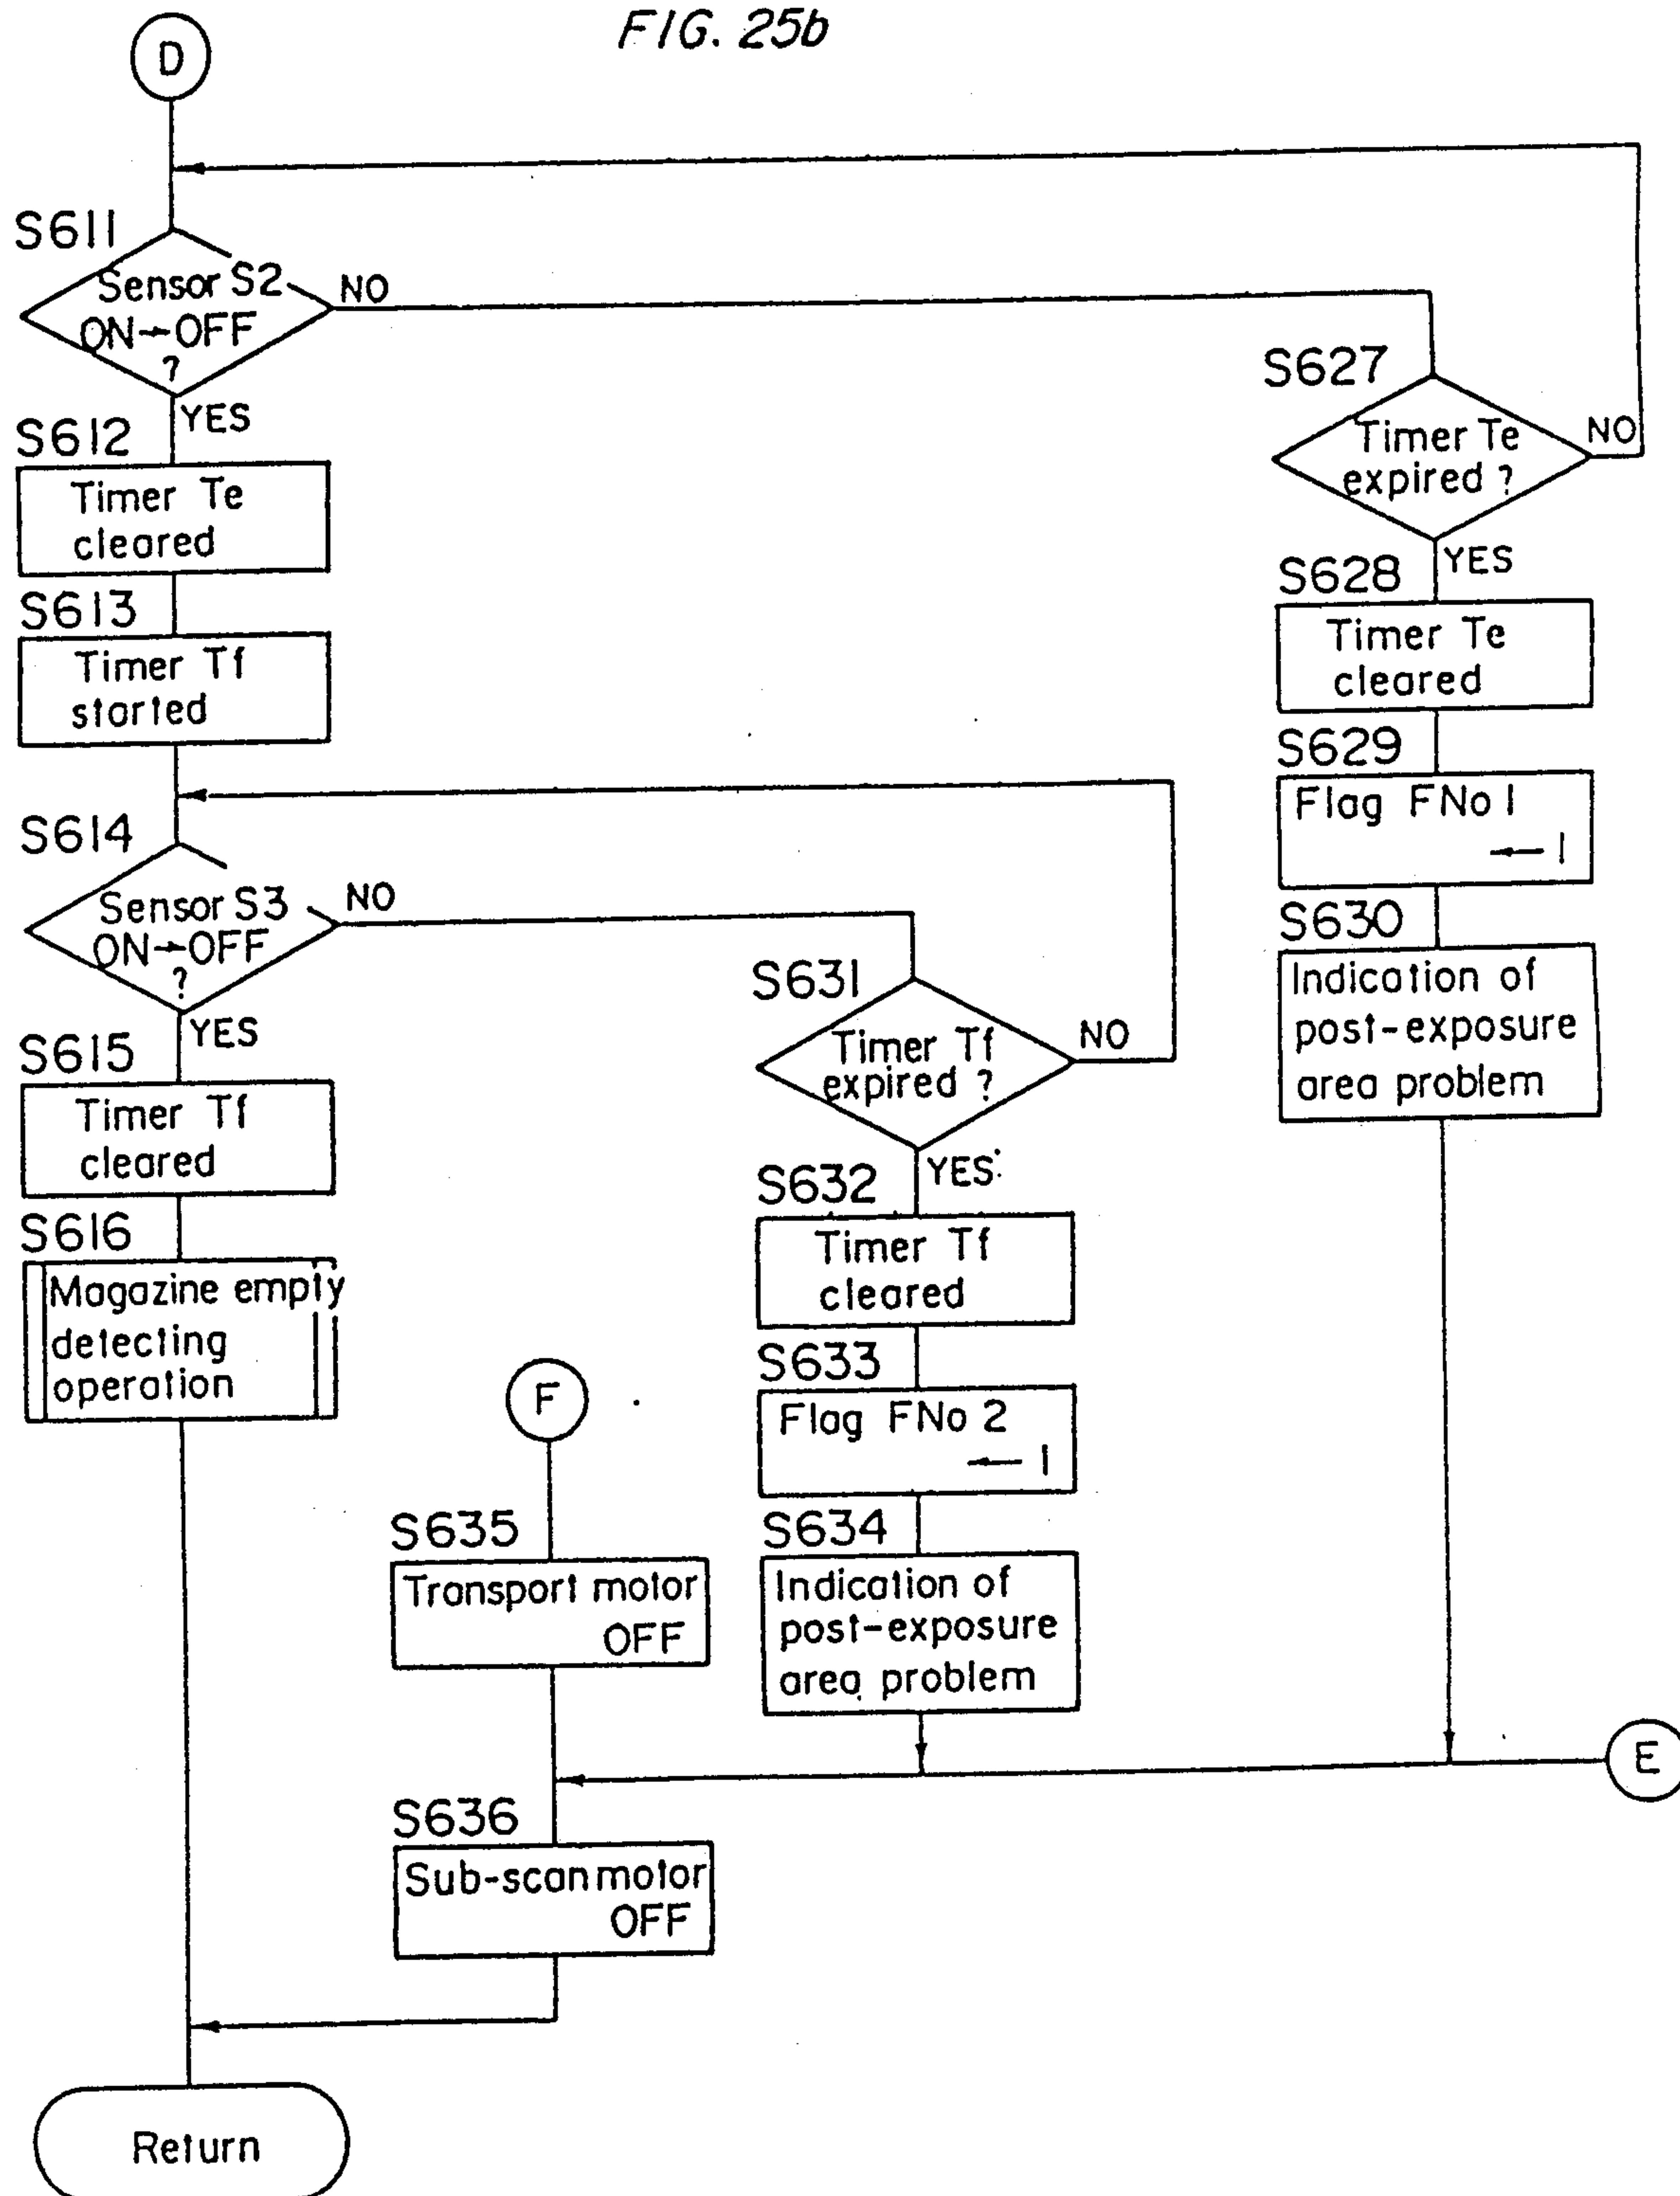 FIG. 25b
D
S611
Sensor S2
ON→OFF
?
NO
YES
S612
Timer Te
cleared
S613
Timer Tf
started
S614
Sensor S3
ON→OFF
?
NO
YES
S615
Timer Tf
cleared
S616
Magazine empty
detecting
operation
S627
Timer Te
expired ?
NO
YES
S628
Timer Te
cleared
S629
Flag FNo 1
← 1
S630
Indication of
post-exposure
area problem
S631
Timer Tf
expired ?
NO
YES
S632
Timer Tf
cleared
S633
Flag FNo 2
← 1
S634
Indication of
post-exposure
area problem
F
S635
Transport motor
OFF
E
S636
Sub-scan motor
OFF
Return